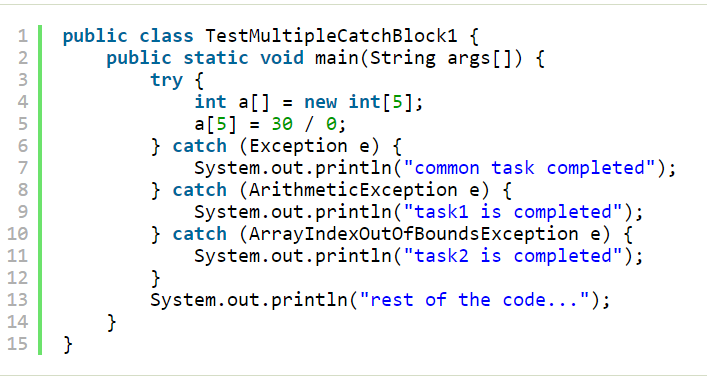 1 public class TestMultipleCatchBlock1 {
2     public static void main(String args[]) {
3         try {
4             int a[] = new int[5];
5             a[5] = 30 / 0;
6         } catch (Exception e) {
7             System.out.println("common task completed");
8         } catch (ArithmeticException e) {
9             System.out.println("task1 is completed");
10         } catch (ArrayIndexOutOfBoundsException e) {
11             System.out.println("task2 is completed");
12         }
13         System.out.println("rest of the code...");
14     }
15 }